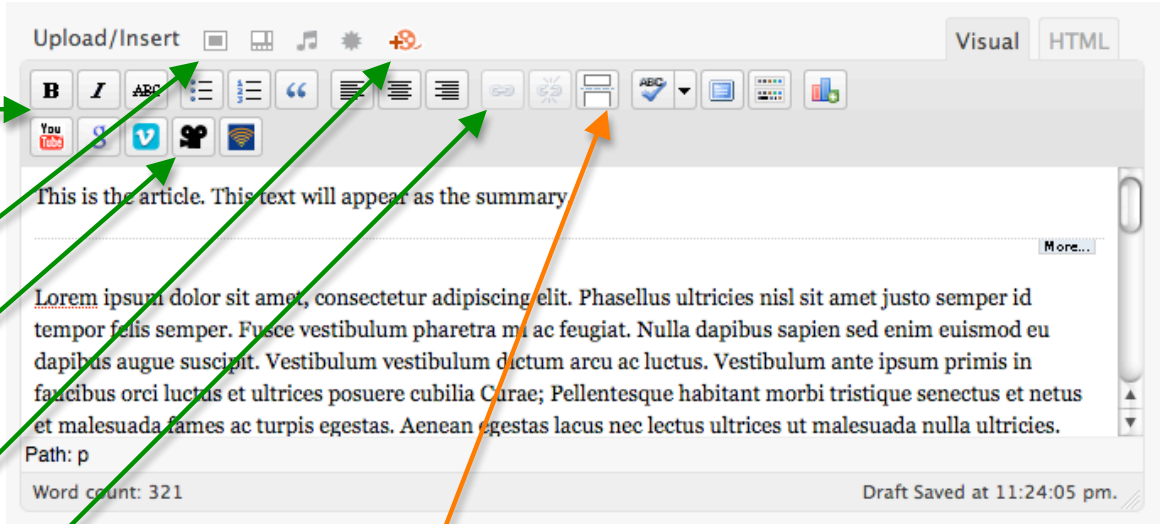 Upload/Insert
Visual HTML
B I ABC ABC
You Tube 8 V
This is the article. This text will appear as the summary.
More...
Lorem ipsum dolor sit amet, consectetur adipiscing elit. Phasellus ultricies nisl sit amet justo semper id
tempor felis semper. Fusce vestibulum pharetra mi ac feugiat. Nulla dapibus sapien sed enim euismod eu
dapibus augue suscipit. Vestibulum vestibulum dictum arcu ac luctus. Vestibulum ante ipsum primis in
faucibus orci luctus et ultrices posuere cubilia Curae; Pellentesque habitant morbi tristique senectus et netus
et malesuada fames ac turpis egestas. Aenean egestas lacus nec lectus ultrices ut malesuada nulla ultricies.
Path: p
Word count: 321
Draft Saved at 11:24:05 pm.